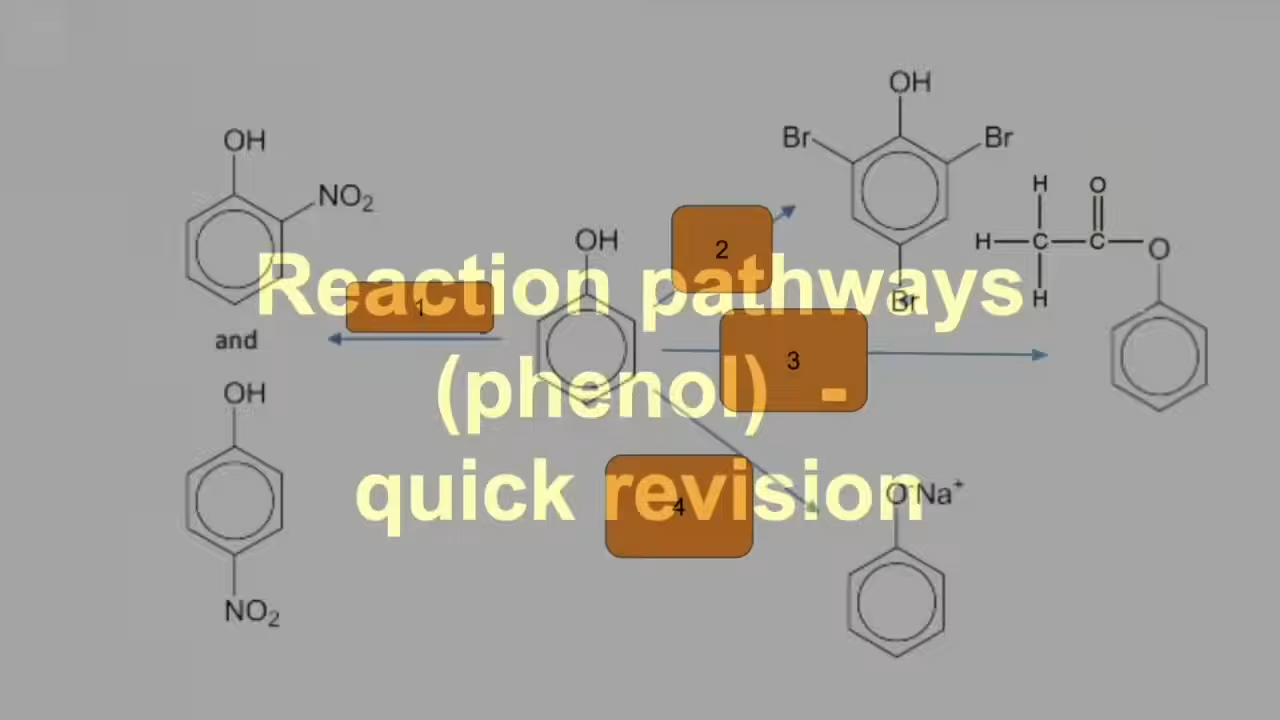 OH
OH
Br
Br
NO₂
H
O
OH
2
H
C
C
O
Reaction pathways
1
H
Br
and
3
(phenol) -
OH
quick revision
4
O⁻Na⁺
NO₂